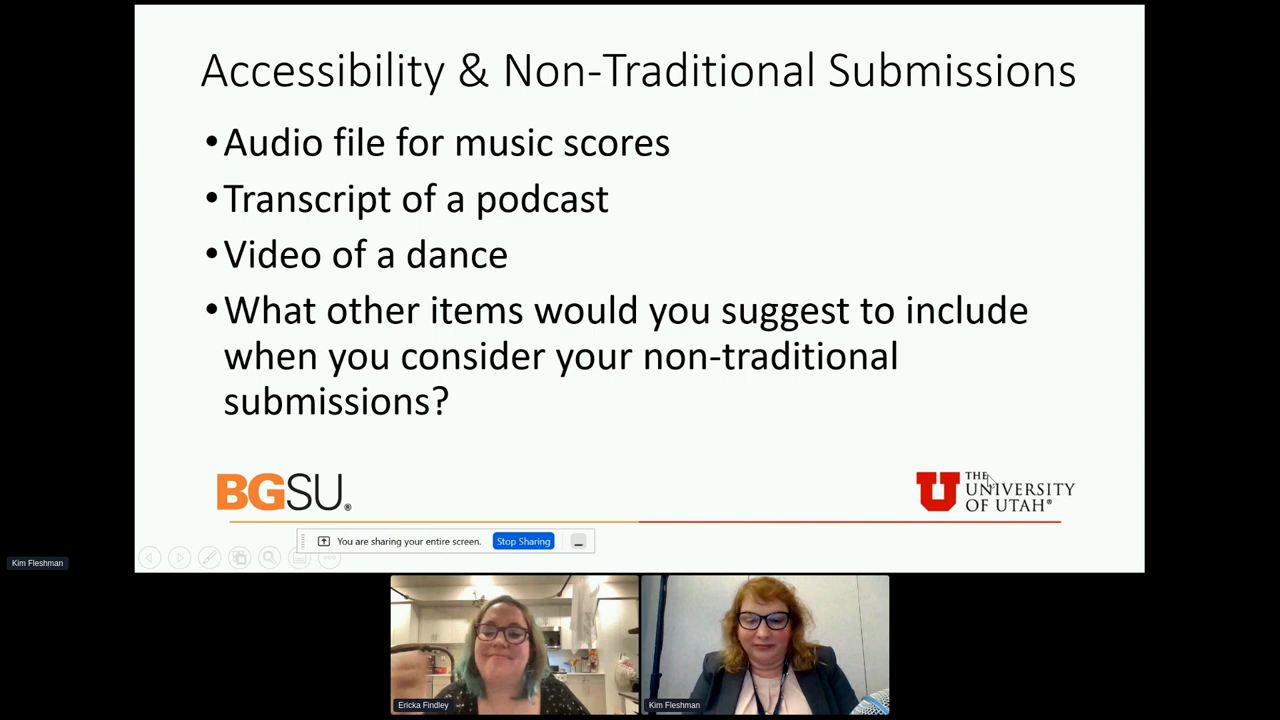 Accessibility & Non-Traditional Submissions
•Audio file for music scores
•Transcript of a podcast
•Video of a dance
•What other items would you suggest to include
when you consider your non-traditional
submissions?
BGSU®
THE
UNIVERSITY
OF UTAH®
You are sharing your entire screen. Stop Sharing
Kim Fleshman
Ericka Findley
Kim Fleshman